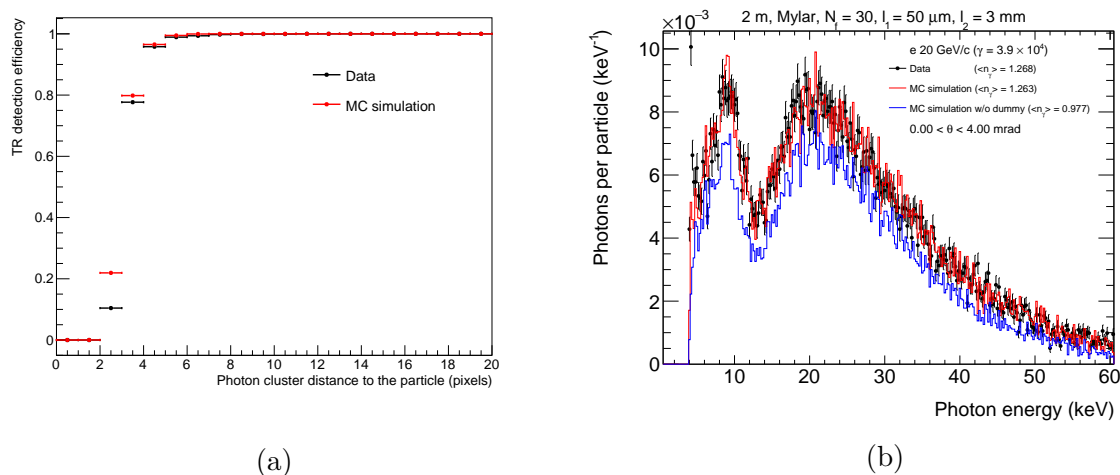 TR detection efficiency
1
0.8
0.6
0.4
0.2
0
Data
MC simulation
0 2 4 6 8 10 12 14 16 18 20
Photon cluster distance to the particle (pixels)
(a)
×10⁻³
2 m, Mylar, N_f = 30, l₁ = 50 μm, l₂ = 3 mm
Photons per particle (keV⁻¹)
10
8
6
4
2
0
e 20 GeV/c (γ = 3.9 × 10⁴)
Data (<n_γ> = 1.268)
MC simulation (<n_γ> = 1.263)
MC simulation w/o dummy (<n_γ> = 0.977)
0.00 < θ < 4.00 mrad
10 20 30 40 50 60
Photon energy (keV)
(b)